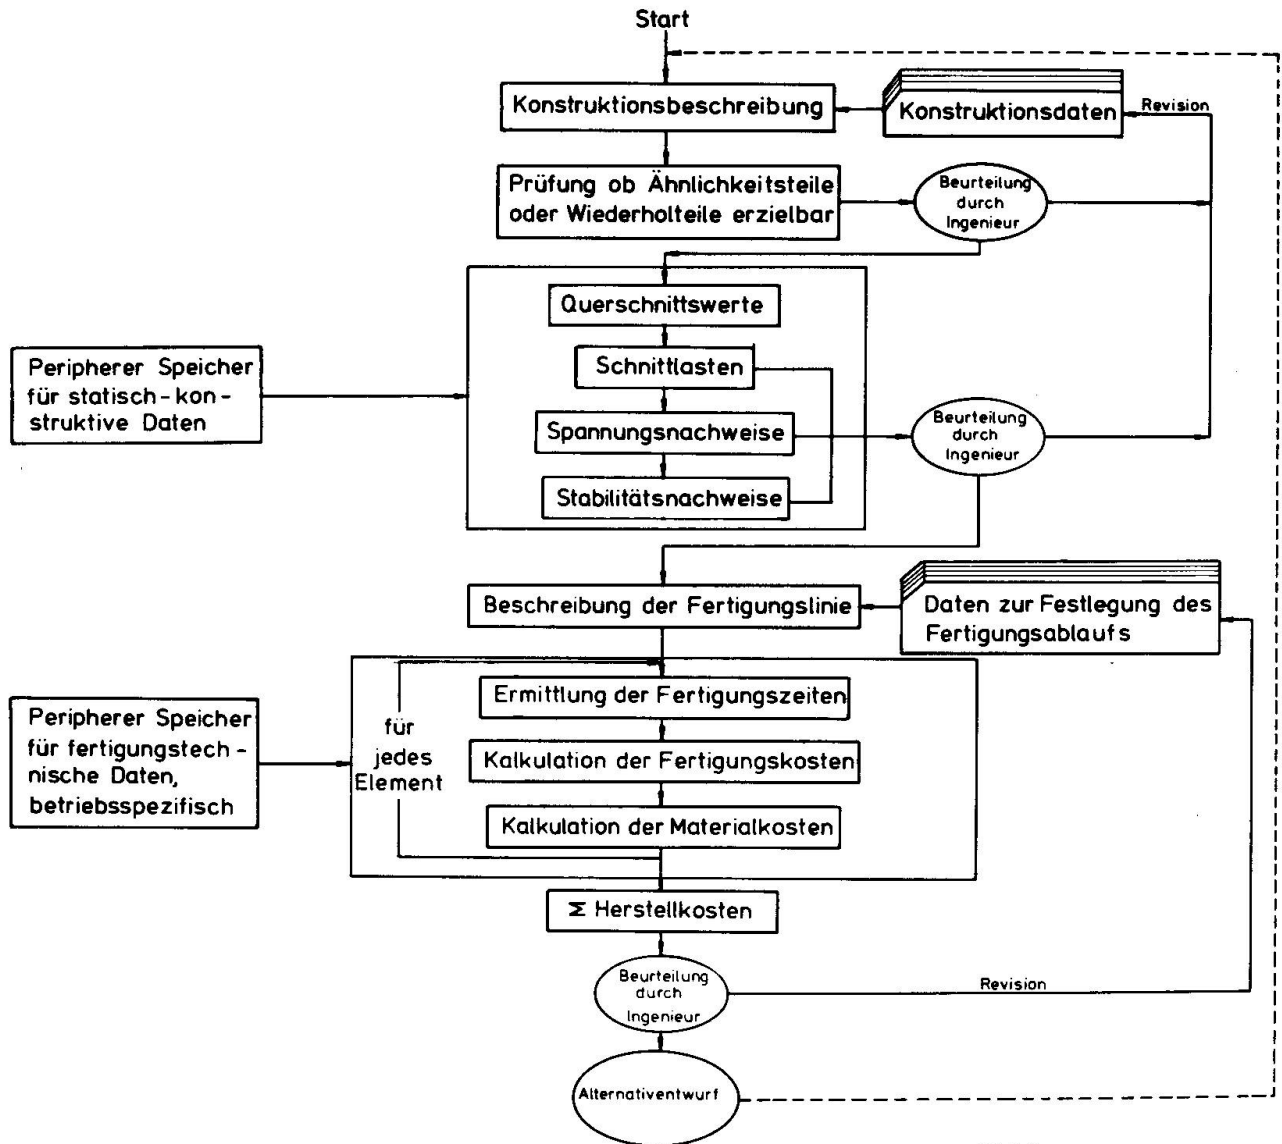 Start
Konstruktionsbeschreibung
Konstruktionsdaten
Revision
Prüfung ob Ähnlichkeitsteile
oder Wiederholteile erzielbar
Beurteilung
durch
Ingenieur
Querschnittswerte
Peripherer Speicher
für statisch-kon-
struktive Daten
Schnittlasten
Spannungsnachweise
Stabilitätsnachweise
Beurteilung
durch
Ingenieur
Beschreibung der Fertigungslinie
Daten zur Festlegung des
Fertigungsablaufs
Peripherer Speicher
für fertigungstech-
nische Daten,
betriebsspezifisch
für
jedes
Element
Ermittlung der Fertigungszeiten
Kalkulation der Fertigungskosten
Kalkulation der Materialkosten
Σ Herstellkosten
Beurteilung
durch
Ingenieur
Revision
Alternativentwurf